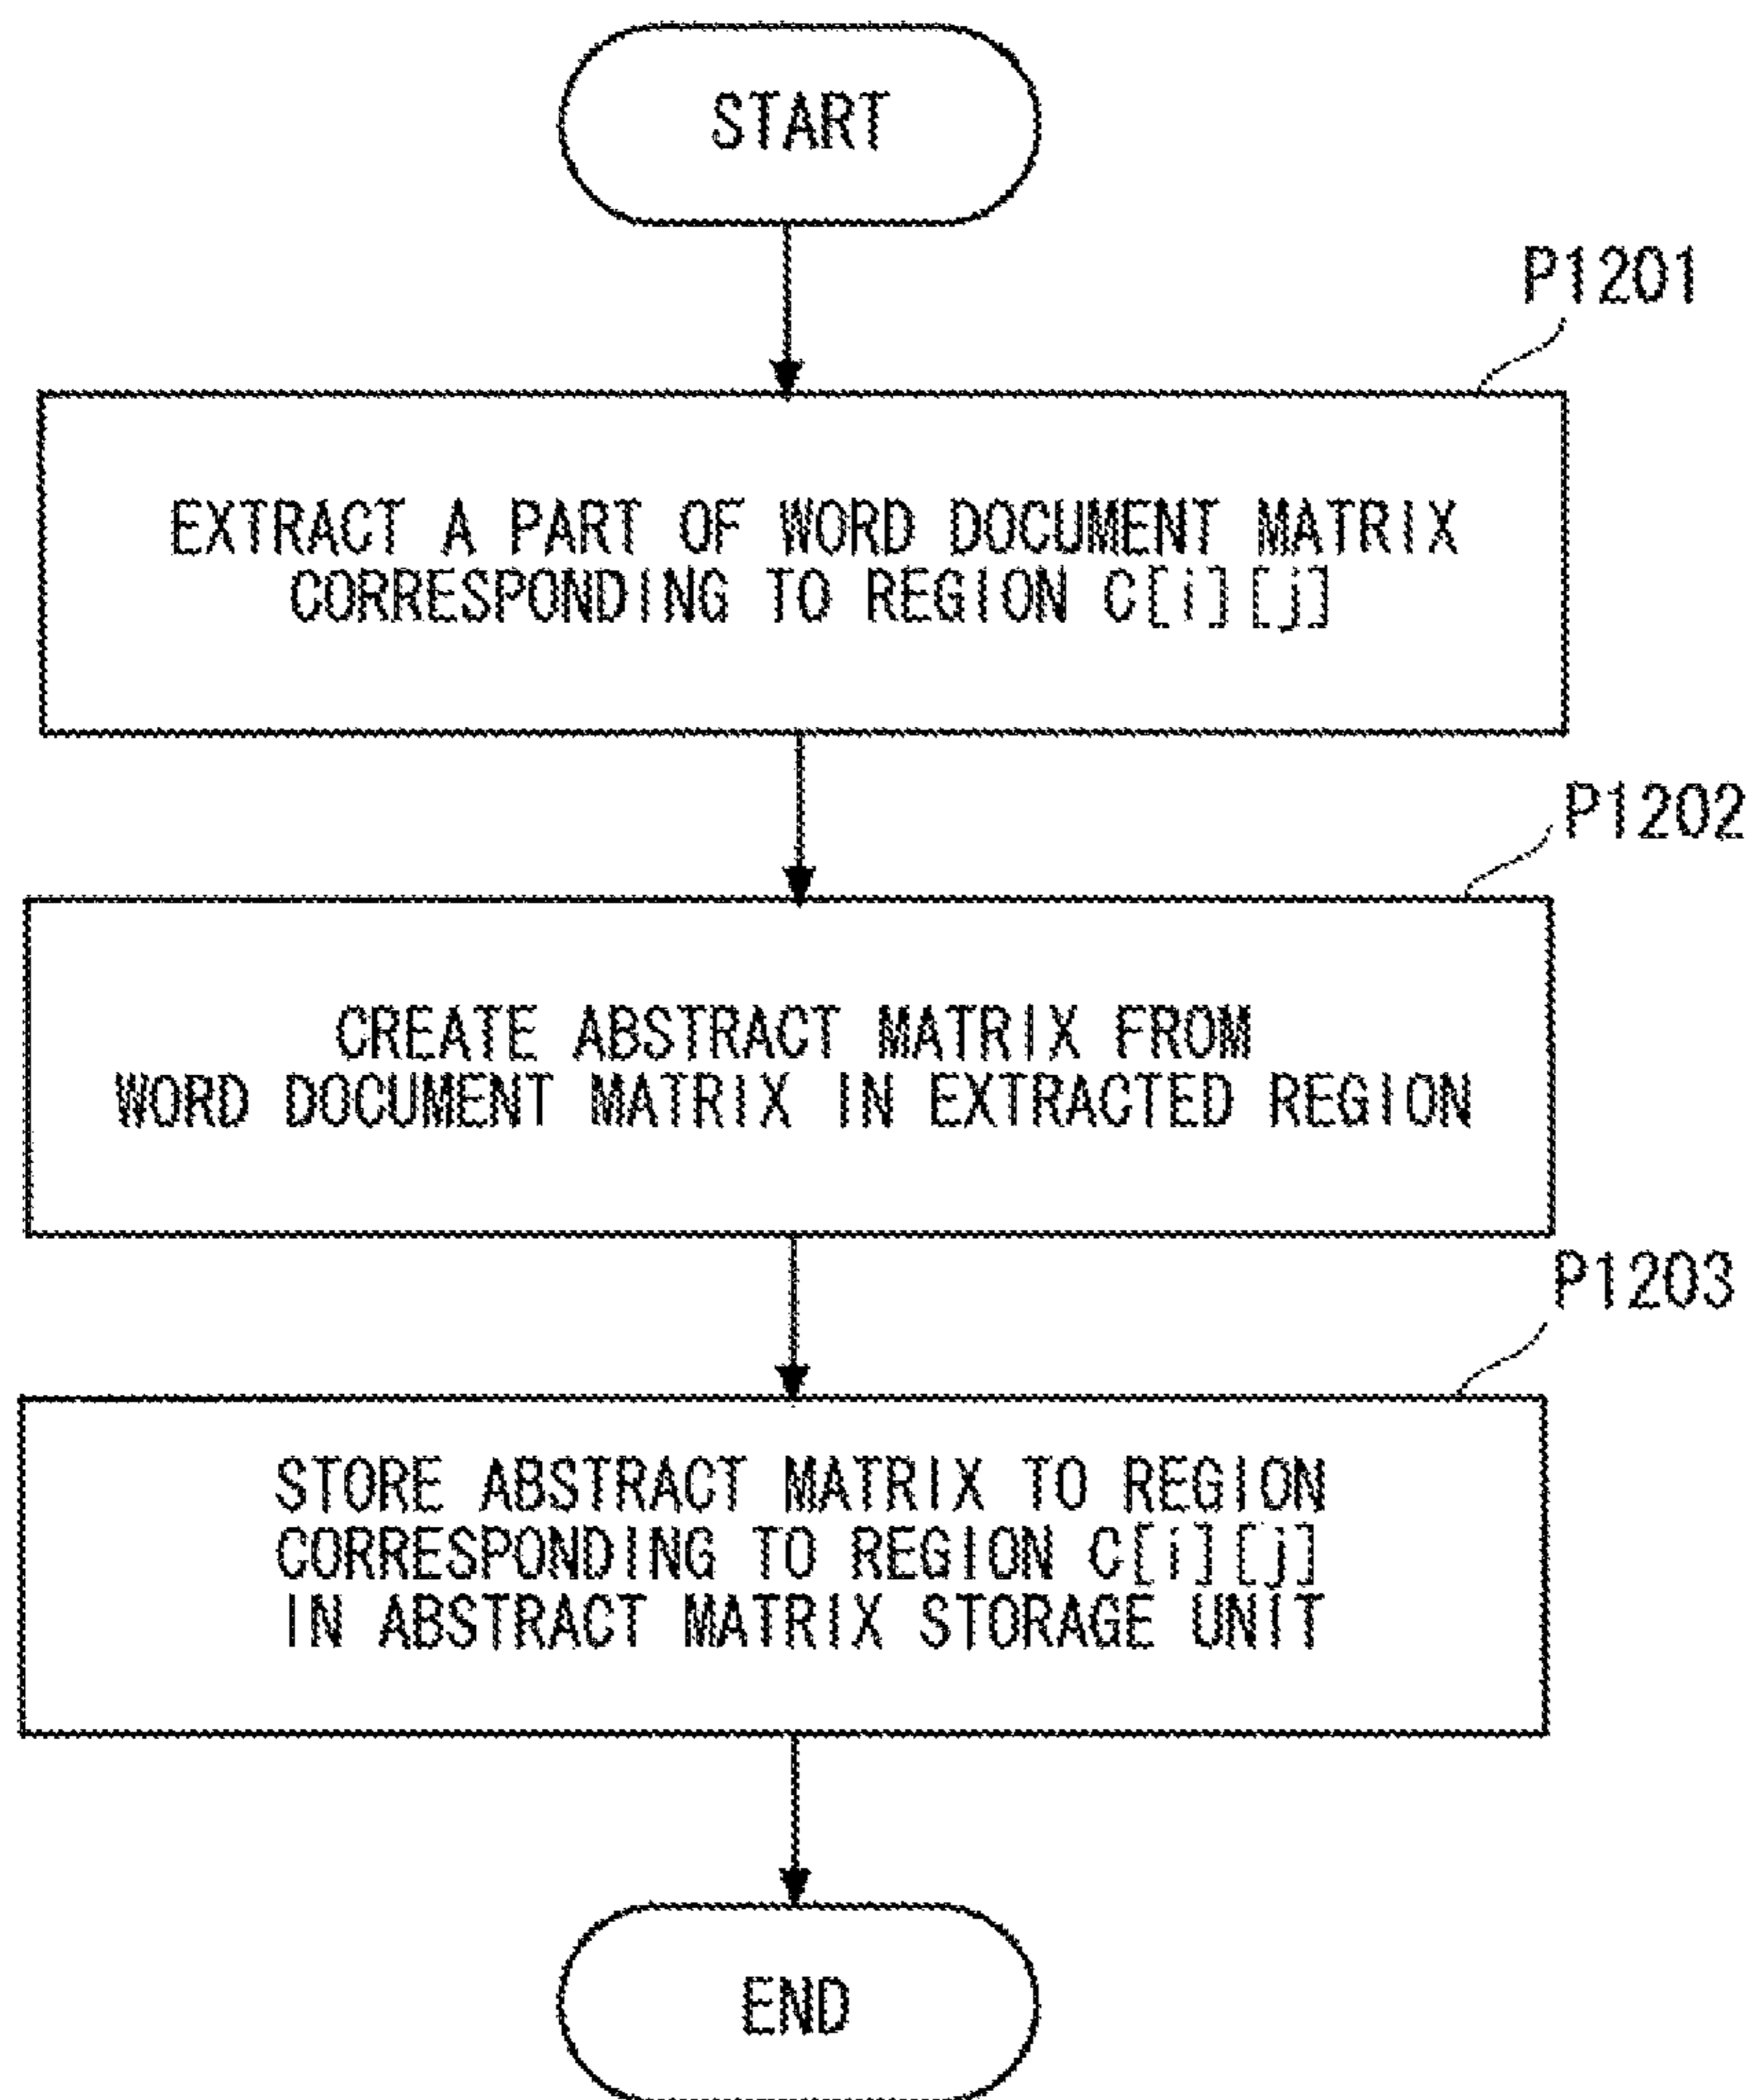 START
P1201
EXTRACT A PART OF WORD DOCUMENT MATRIX
CORRESPONDING TO REGION C[i][j]
P1202
CREATE ABSTRACT MATRIX FROM
WORD DOCUMENT MATRIX IN EXTRACTED REGION
P1203
STORE ABSTRACT MATRIX TO REGION
CORRESPONDING TO REGION C[i][j]
IN ABSTRACT MATRIX STORAGE UNIT
END